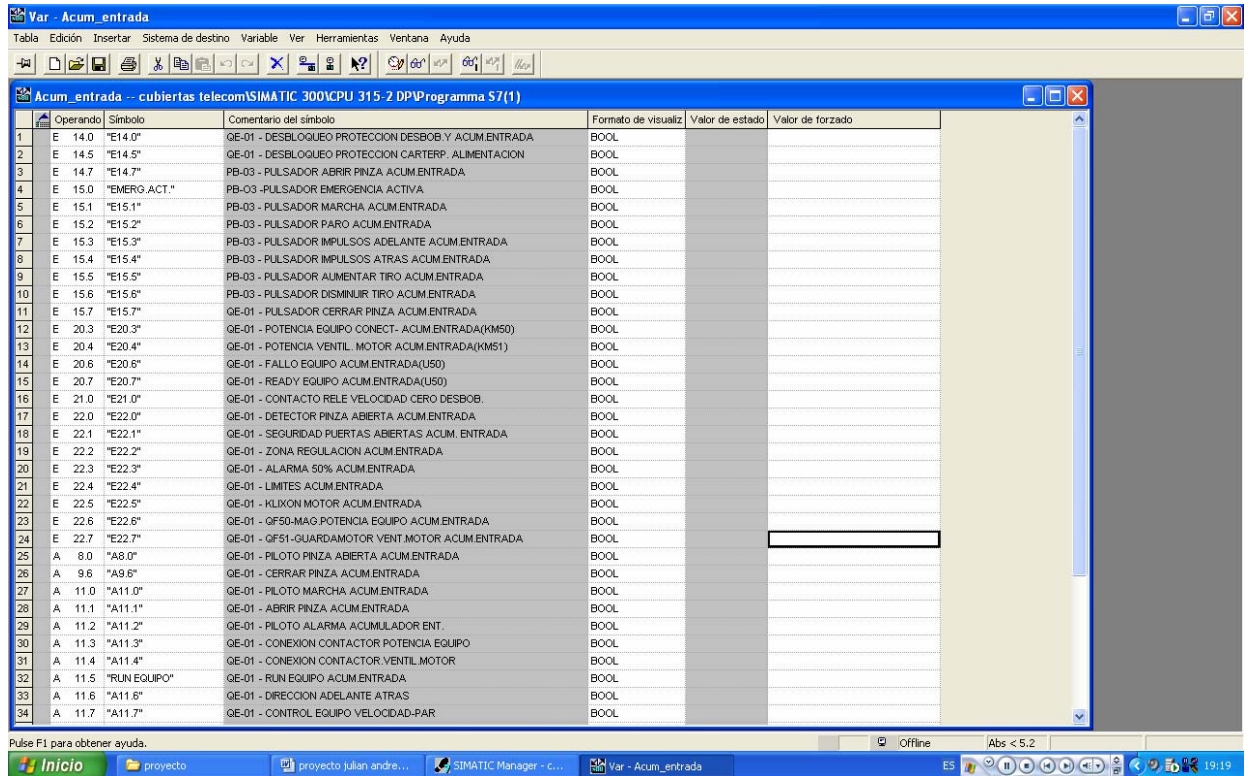 Var - Acum_entrada
Tabla Edición Insertar Sistema de destino Variable Ver Herramientas Ventana Ayuda
Acum_entrada -- cubiertas telecom\SIMATIC 300\CPU 315-2 DP\Programma S7(1)
Operando Símbolo Comentario del símbolo Formato de visualiz Valor de estado Valor de forzado
1 E 14.0 "E14.0" QE-01 - DESBLOQUEO PROTECCION DESBOB.Y ACUM.ENTRADA BOOL
2 E 14.5 "E14.5" QE-01 - DESBLOQUEO PROTECCION CARTERP. ALIMENTACION BOOL
3 E 14.7 "E14.7" PB-03 - PULSADOR ABRIR PINZA ACUM.ENTRADA BOOL
4 E 15.0 "EMERG.ACT." PB-O3 -PULSADOR EMERGENCIA ACTIVA BOOL
5 E 15.1 "E15.1" PB-03 - PULSADOR MARCHA ACUM.ENTRADA BOOL
6 E 15.2 "E15.2" PB-03 - PULSADOR PARO ACUM.ENTRADA BOOL
7 E 15.3 "E15.3" PB-03 - PULSADOR IMPULSOS ADELANTE ACUM.ENTRADA BOOL
8 E 15.4 "E15.4" PB-03 - PULSADOR IMPULSOS ATRAS ACUM.ENTRADA BOOL
9 E 15.5 "E15.5" PB-03 - PULSADOR AUMENTAR TIRO ACUM.ENTRADA BOOL
10 E 15.6 "E15.6" PB-03 - PULSADOR DISMINUIR TIRO ACUM.ENTRADA BOOL
11 E 15.7 "E15.7" QE-01 - PULSADOR CERRAR PINZA ACUM.ENTRADA BOOL
12 E 20.3 "E20.3" QE-01 - POTENCIA EQUIPO CONECT- ACUM.ENTRADA(KM50) BOOL
13 E 20.4 "E20.4" QE-01 - POTENCIA VENTIL. MOTOR ACUM.ENTRADA(KM51) BOOL
14 E 20.6 "E20.6" QE-01 - FALLO EQUIPO ACUM.ENTRADA(U50) BOOL
15 E 20.7 "E20.7" QE-01 - READY EQUIPO ACUM.ENTRADA(U50) BOOL
16 E 21.0 "E21.0" QE-01 - CONTACTO RELE VELOCIDAD CERO DESBOB. BOOL
17 E 22.0 "E22.0" QE-01 - DETECTOR PINZA ABIERTA ACUM.ENTRADA BOOL
18 E 22.1 "E22.1" QE-01 - SEGURIDAD PUERTAS ABIERTAS ACUM. ENTRADA BOOL
19 E 22.2 "E22.2" QE-01 - ZONA REGULACION ACUM.ENTRADA BOOL
20 E 22.3 "E22.3" QE-01 - ALARMA 50% ACUM.ENTRADA BOOL
21 E 22.4 "E22.4" QE-01 - LIMITES ACUM.ENTRADA BOOL
22 E 22.5 "E22.5" QE-01 - KLIXON MOTOR ACUM.ENTRADA BOOL
23 E 22.6 "E22.6" QE-01 - QF50-MAG.POTENCIA EQUIPO ACUM.ENTRADA BOOL
24 E 22.7 "E22.7" QE-01 - QF51-GUARDAMOTOR VENT.MOTOR ACUM.ENTRADA BOOL
25 A 8.0 "A8.0" QE-01 - PILOTO PINZA ABIERTA ACUM.ENTRADA BOOL
26 A 9.6 "A9.6" QE-01 - CERRAR PINZA ACUM.ENTRADA BOOL
27 A 11.0 "A11.0" QE-01 - PILOTO MARCHA ACUM.ENTRADA BOOL
28 A 11.1 "A11.1" QE-01 - ABRIR PINZA ACUM.ENTRADA BOOL
29 A 11.2 "A11.2" QE-01 - PILOTO ALARMA ACUMULADOR ENT. BOOL
30 A 11.3 "A11.3" QE-01 - CONEXION CONTACTOR POTENCIA EQUIPO BOOL
31 A 11.4 "A11.4" QE-01 - CONEXION CONTACTOR.VENTIL.MOTOR BOOL
32 A 11.5 "RUN EQUIPO" QE-01 - RUN EQUIPO ACUM.ENTRADA BOOL
33 A 11.6 "A11.6" QE-01 - DIRECCION ADELANTE ATRAS BOOL
34 A 11.7 "A11.7" QE-01 - CONTROL EQUIPO VELOCIDAD-PAR BOOL
Pulse F1 para obtener ayuda. Offline Abs < 5.2
Inicio proyecto proyecto julian andre... SIMATIC Manager - c... Var - Acum_entrada ES 19:19